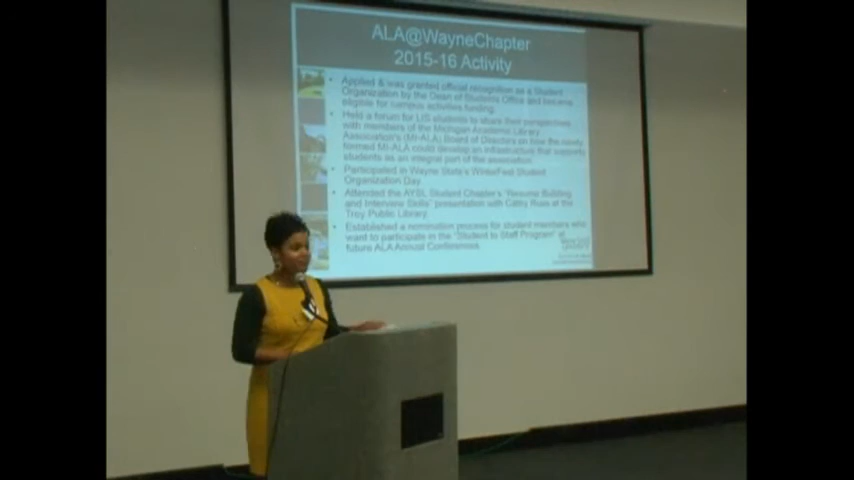 ALA@WayneChapter
2015-16 Activity
• Applied & was granted official recognition as a Student
Organization by the Dean of Students Office and became
eligible for campus activities funding.
• Held a forum for LIS students to share their perspectives
with members of the Michigan Academic Library
Association's (MI-ALA) Board of Directors on how the newly
formed MI-ALA could develop an infrastructure that supports
students as an integral part of the association.
• Participated in Wayne State's WinterFest Student
Organization Day.
• Attended the AYSL Student Chapter's "Resume Building
and Interview Skills" presentation with Cathy Russ at the
Troy Public Library.
• Established a nomination process for student members who
want to participate in the "Student to Staff Program" at
future ALA Annual Conferences.